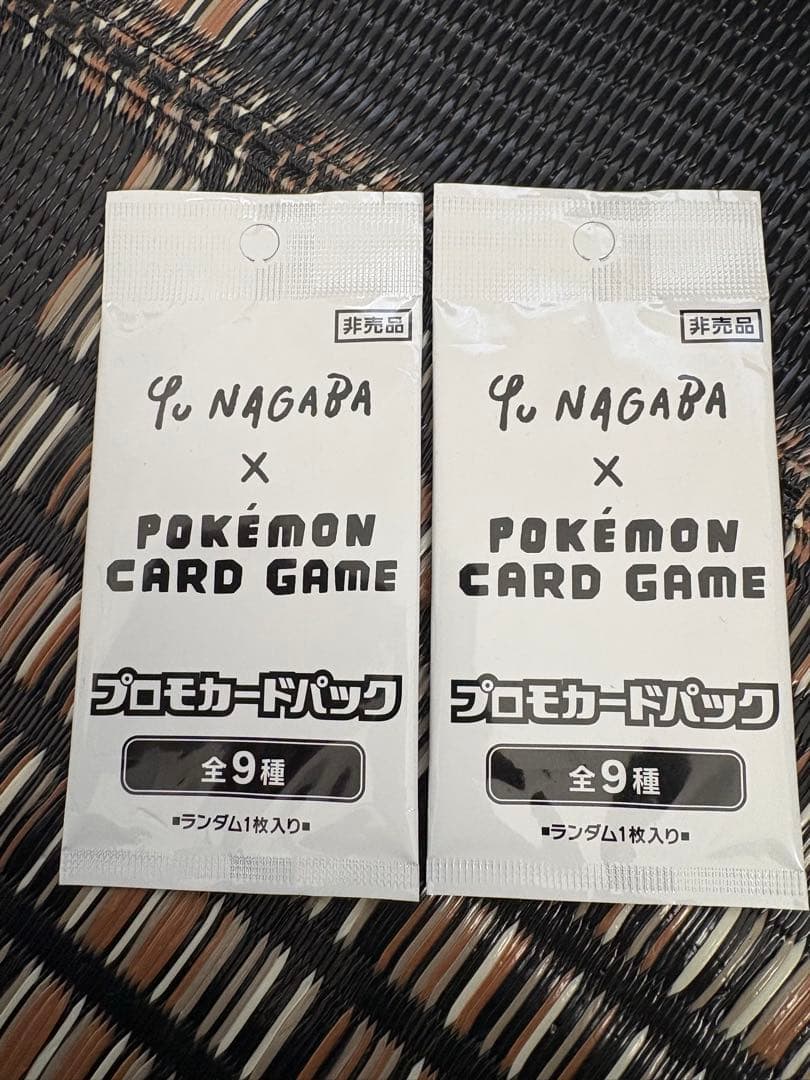 非売品
YU NAGABA
×
POKÉMON
CARD GAME
プロモカードパック
全9種
■ランダム1枚入り■
非売品
YU NAGABA
×
POKÉMON
CARD GAME
プロモカードパック
全9種
■ランダム1枚入り■